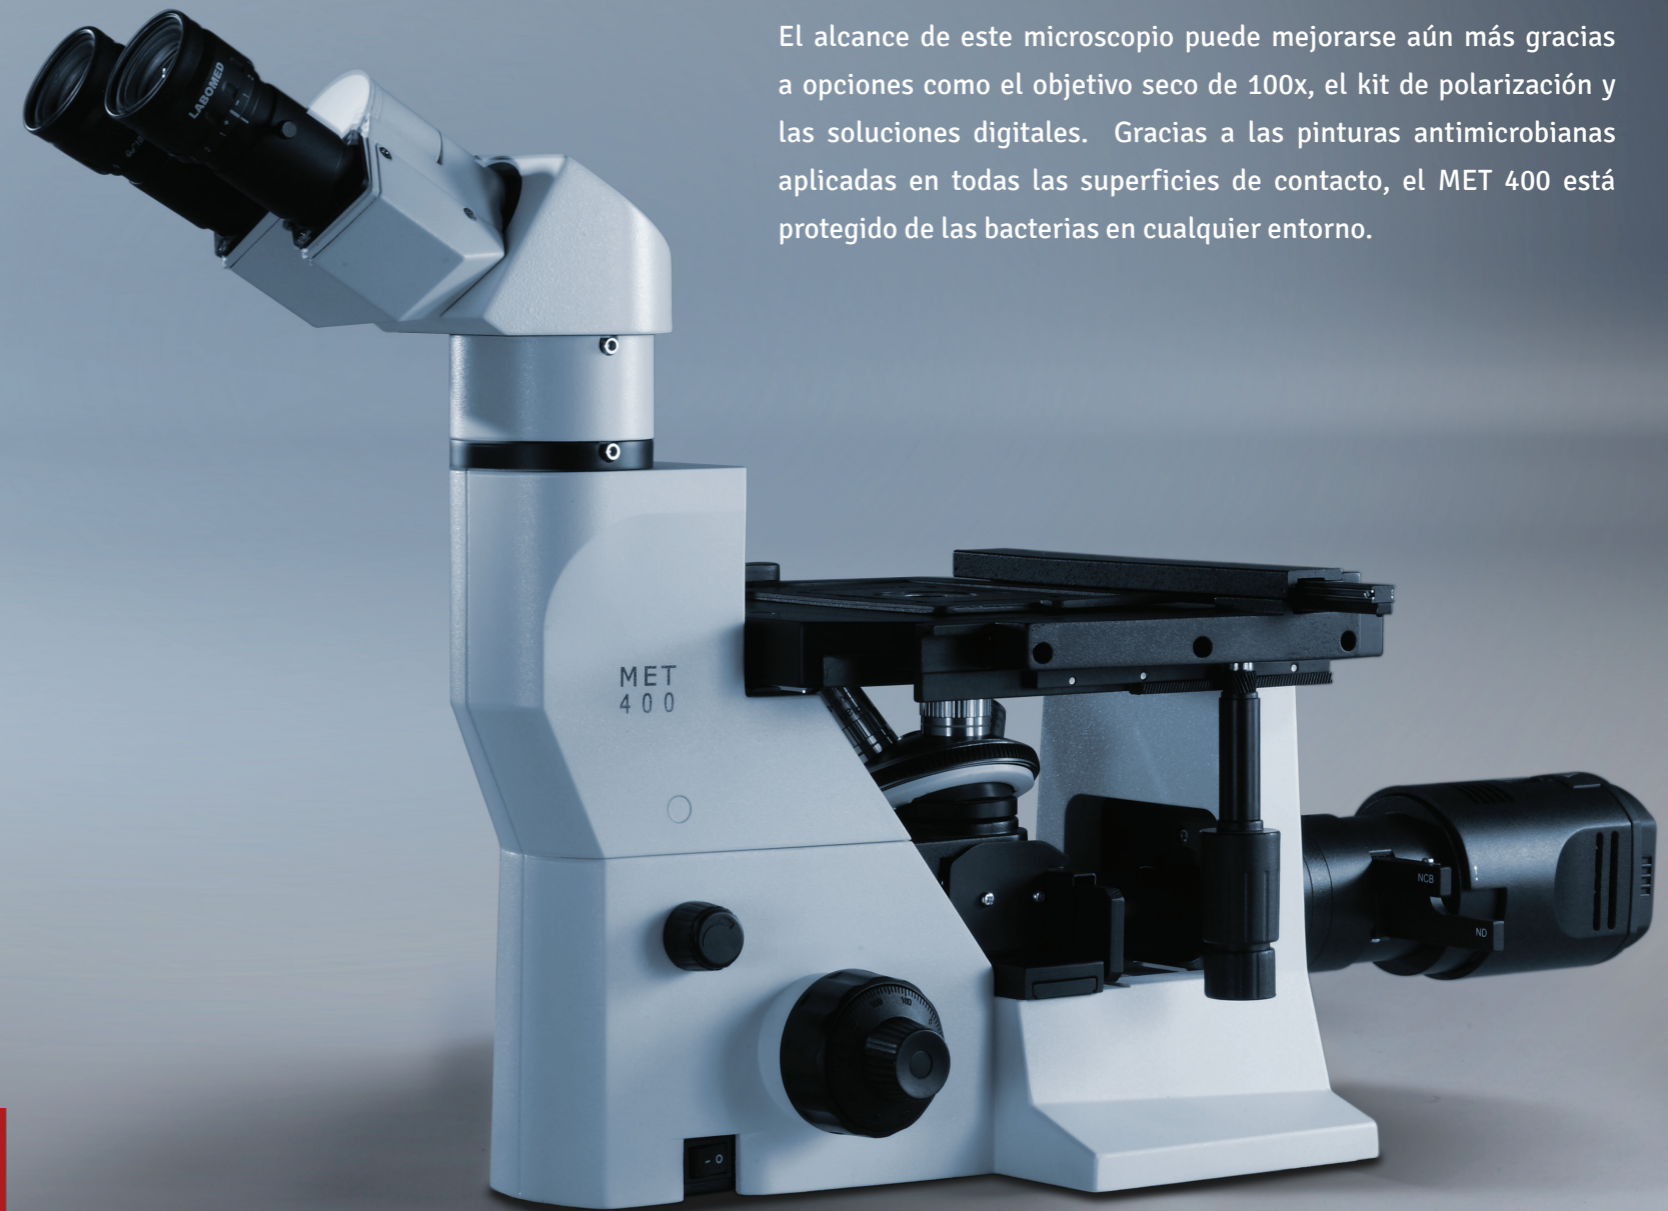 El alcance de este microscopio puede mejorarse aún más gracias
a opciones como el objetivo seco de 100x, el kit de polarización y
las soluciones digitales. Gracias a las pinturas antimicrobianas
aplicadas en todas las superficies de contacto, el MET 400 está
protegido de las bacterias en cualquier entorno.
LABOMED
MET
400
NCB
ND
- O